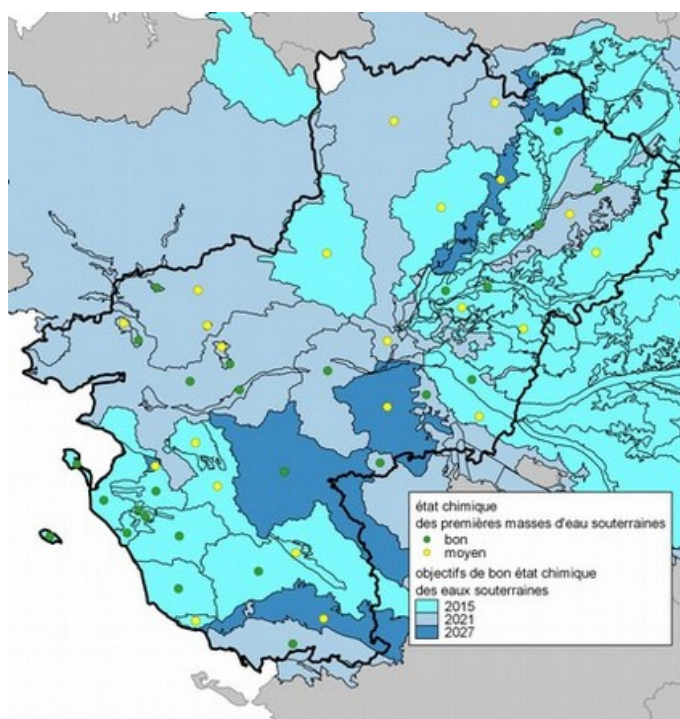 état chimique
des premières masses d'eau souterraines
bon
moyen
objectifs de bon état chimique
des eaux souterraines
2015
2021
2027